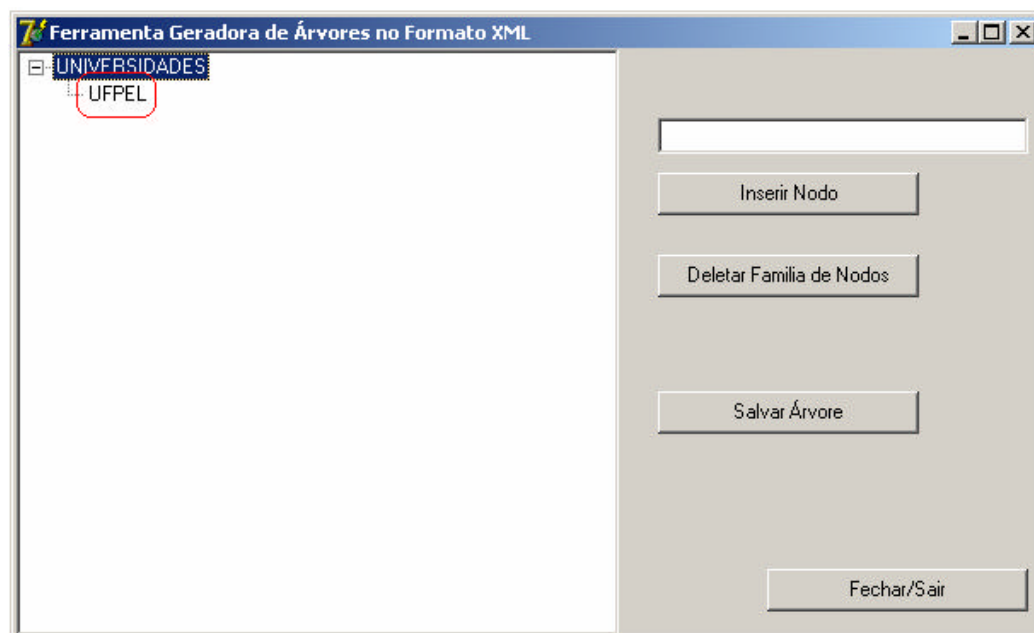 Ferramenta Geradora de Árvores no Formato XML
UNIVERSIDADES
UFPEL
Inserir Nodo
Deletar Familia de Nodos
Salvar Árvore
Fechar/Sair